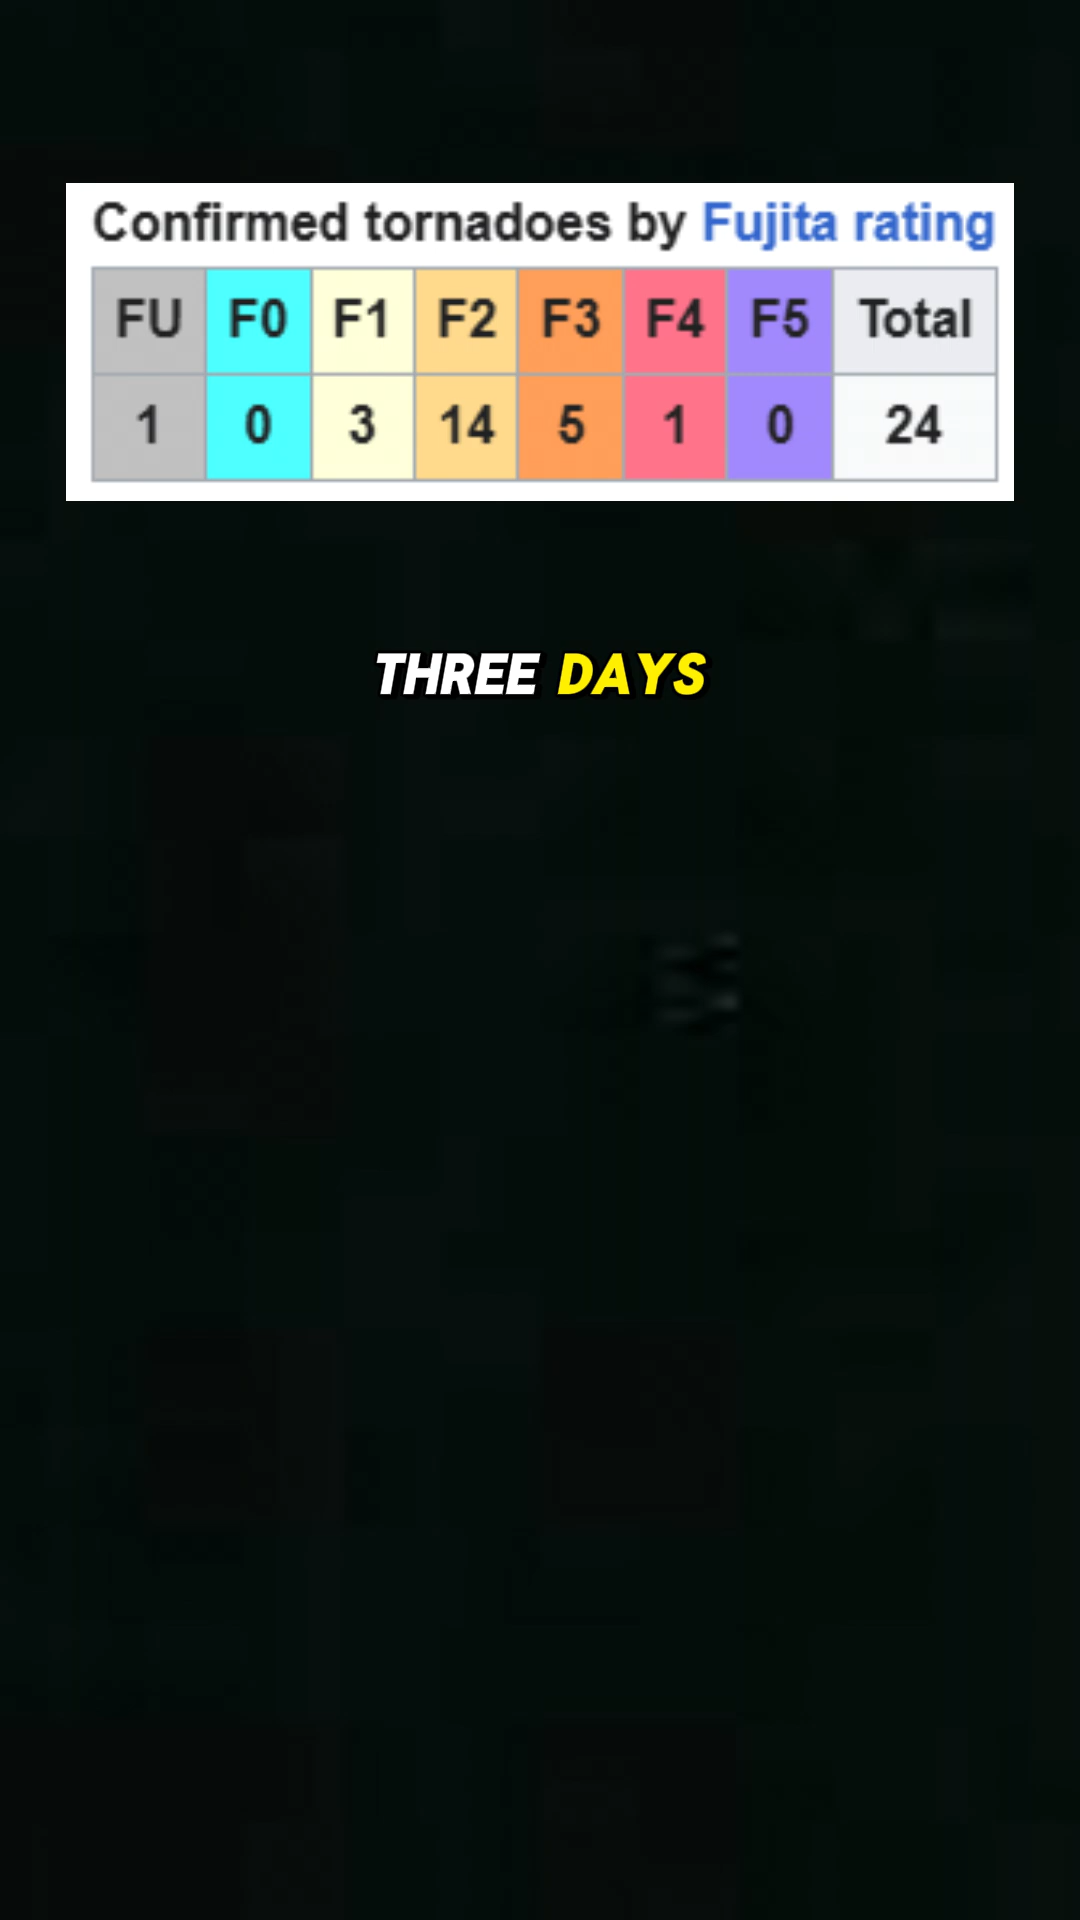 Confirmed tornadoes by Fujita rating
FU F0 F1 F2 F3 F4 F5 Total
1 0 3 14 5 1 0 24
THREE DAYS